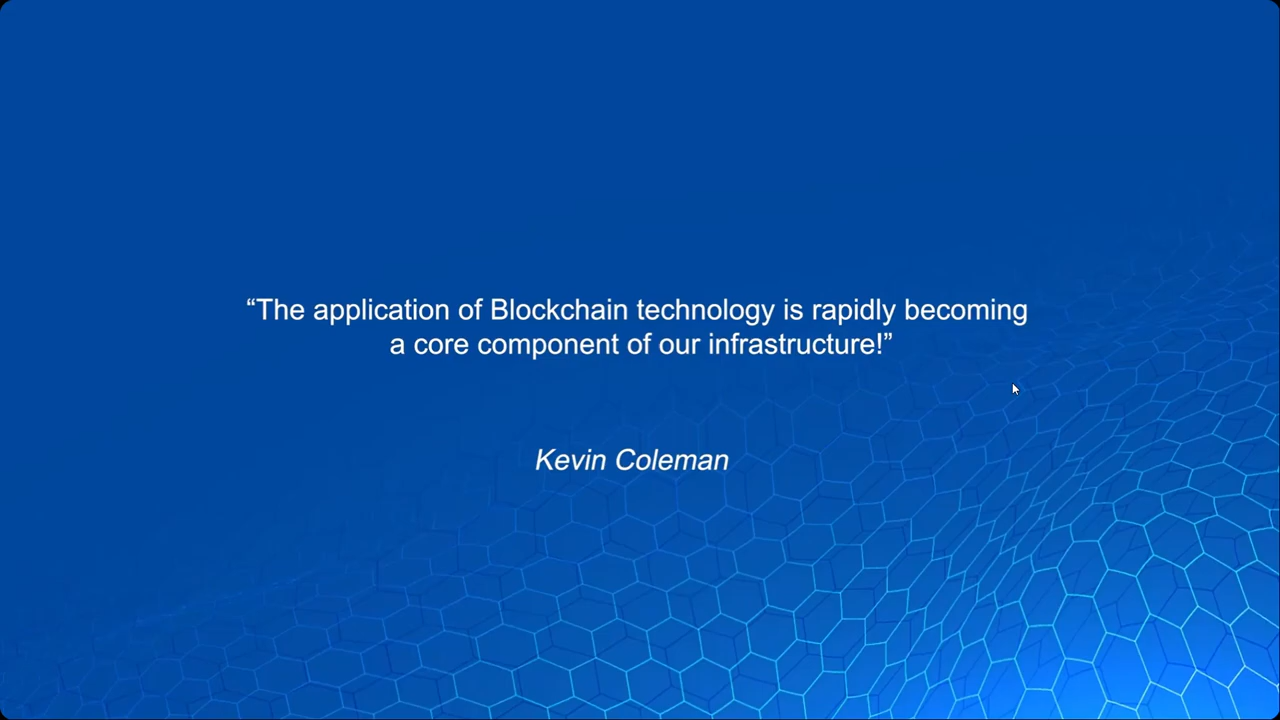 “The application of Blockchain technology is rapidly becoming
a core component of our infrastructure!”
Kevin Coleman